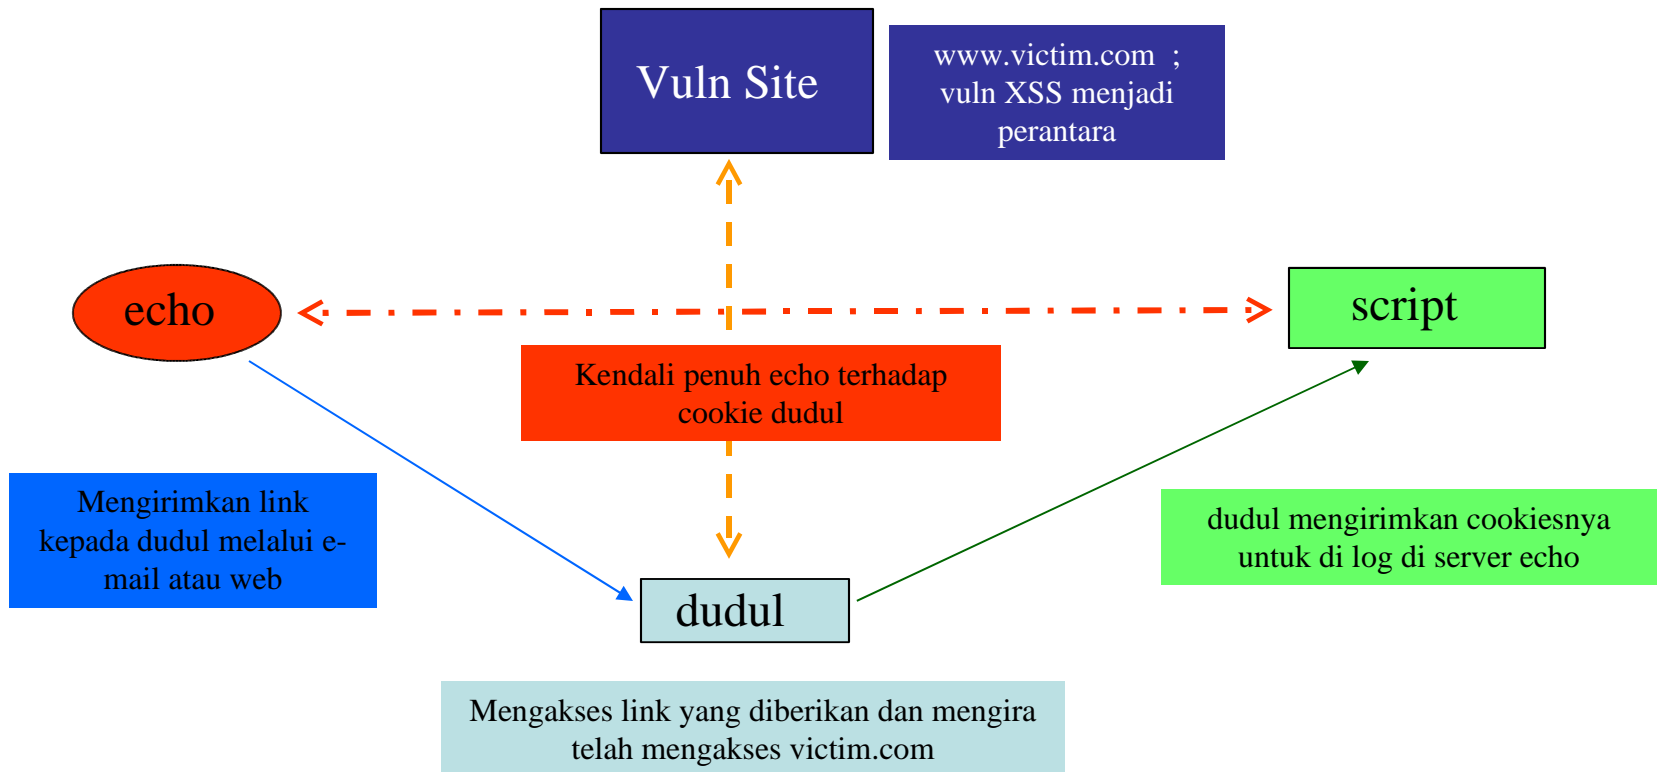 Vuln Site
www.victim.com ;
vuln XSS menjadi
perantara
echo
script
Kendali penuh echo terhadap
cookie dudul
Mengirimkan link
kepada dudul melalui e-
mail atau web
dudul mengirimkan cookiesnya
untuk di log di server echo
dudul
Mengakses link yang diberikan dan mengira
telah mengakses victim.com